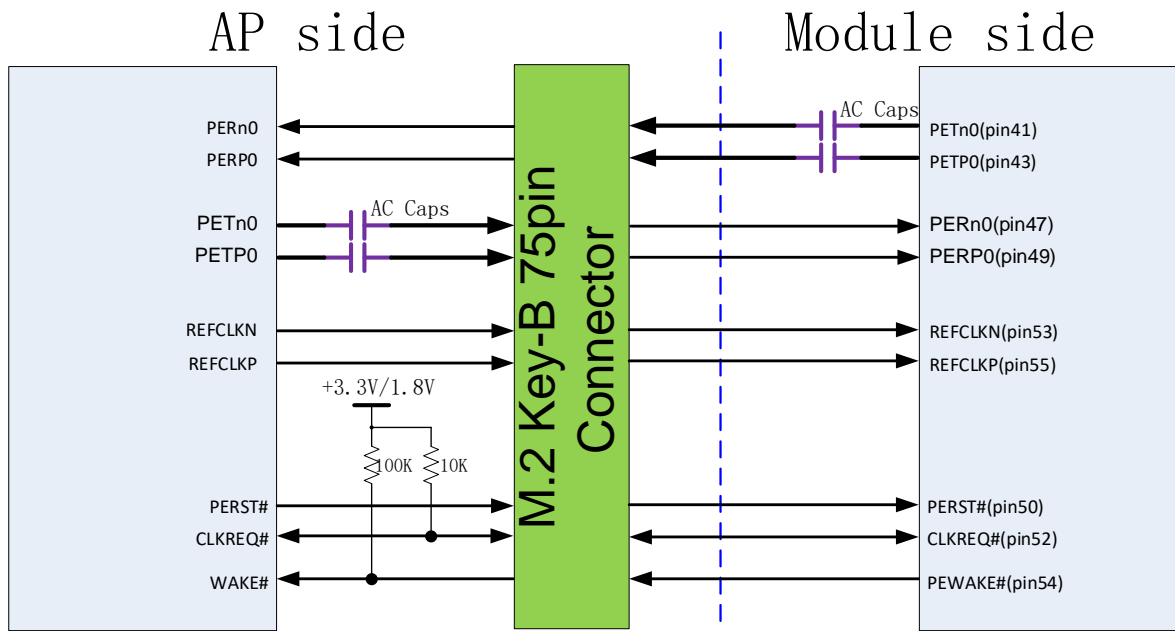 AP side
Module side
PERn0
PERP0
PETn0
PETP0
AC Caps
REFCLKN
REFCLKP
+3.3V/1.8V
100K
10K
PERST#
CLKREQ#
WAKE#
M.2 Key-B 75pin
Connector
AC Caps
PETn0(pin41)
PETP0(pin43)
PERn0(pin47)
PERP0(pin49)
REFCLKN(pin53)
REFCLKP(pin55)
PERST#(pin50)
CLKREQ#(pin52)
PEWAKE#(pin54)